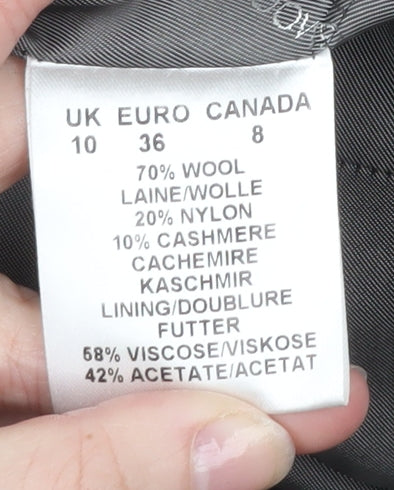 UK EURO CANADA
10 36 8
70% WOOL
LAINE/WOLLE
20% NYLON
10% CASHMERE
CACHEMIRE
KASCHMIR
LINING/DOUBLURE
FUTTER
58% VISCOSE/VISKOSE
42% ACETATE/ACETAT